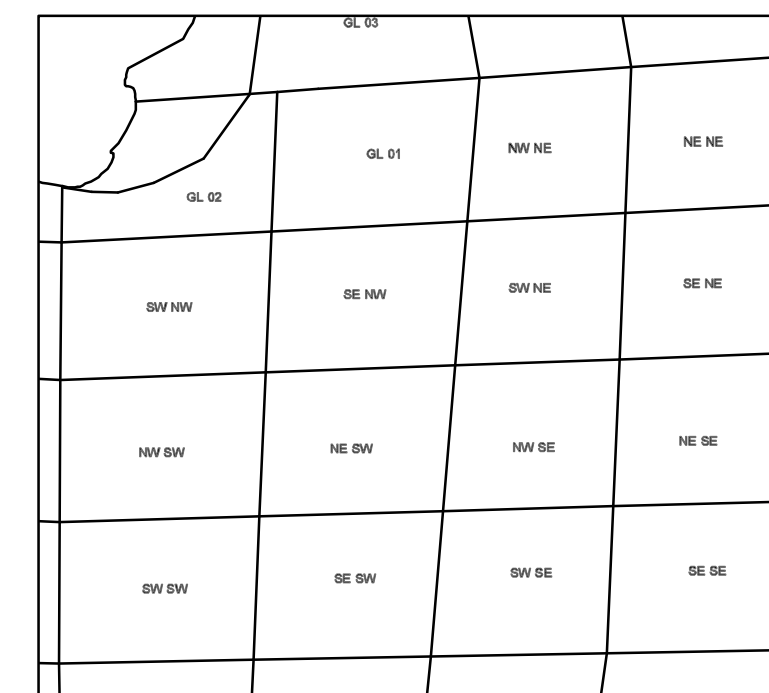 GL 03
GL 01
NW NE
NE NE
GL 02
SW NW
SE NW
SW NE
SE NE
NW SW
NE SW
NW SE
NE SE
SW SW
SE SW
SW SE
SE SE